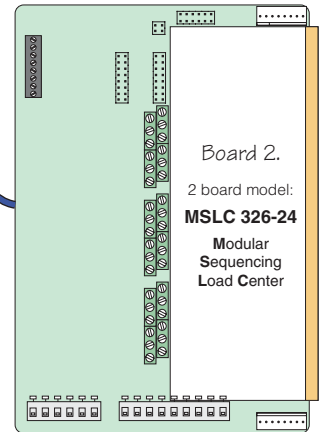 Board 2.
2 board model:
MSLC 326-24
Modular
Sequencing
Load Center